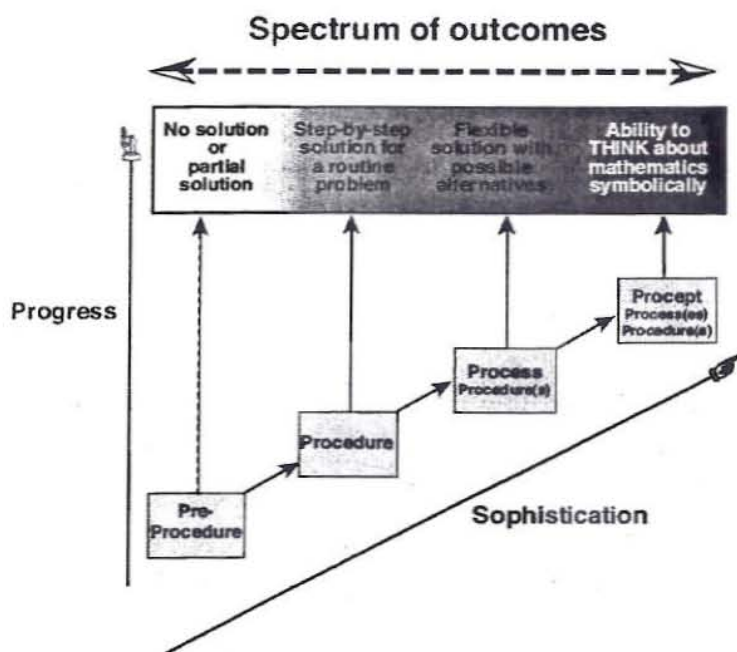 Spectrum of outcomes
No solution
or
partial
solution
Step-by-step
solution for
a routine
problem
Flexible
solution with
possible
alternatives
Ability to
THINK about
mathematics
symbolically
Progress
Procept
Process(es)
Procedure(s)
Process
Procedure(s)
Procedure
Pre-
Procedure
Sophistication